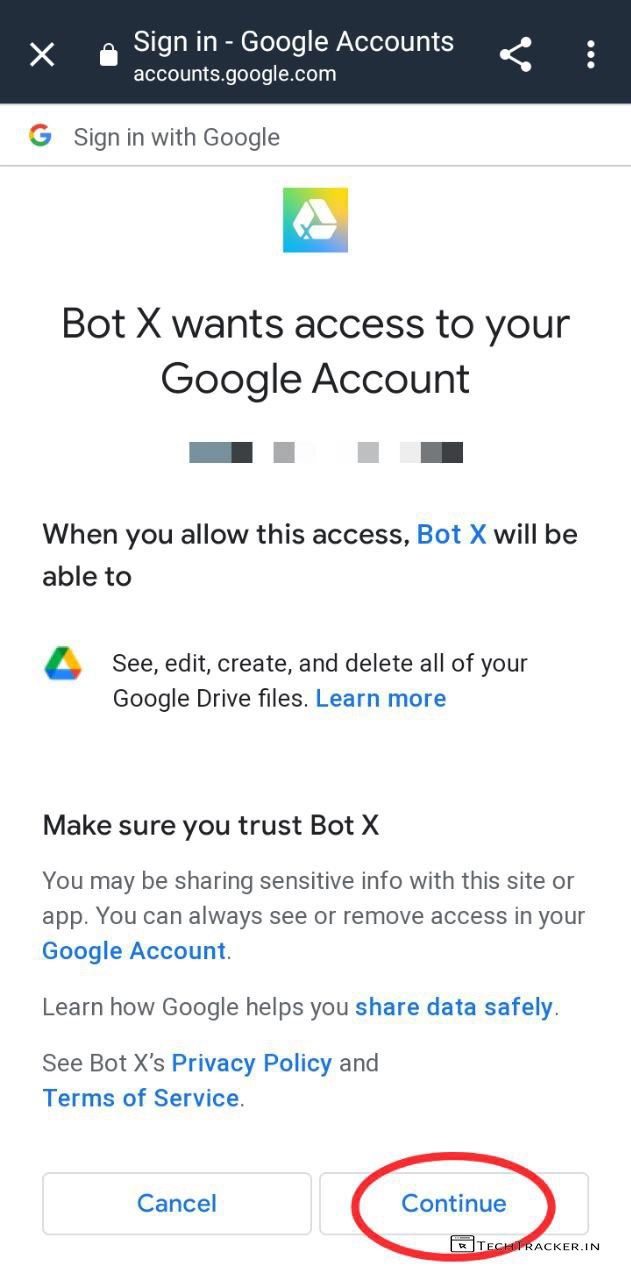 Sign in - Google Accounts
accounts.google.com
Sign in with Google
Bot X wants access to your
Google Account
When you allow this access, Bot X will be
able to
See, edit, create, and delete all of your
Google Drive files. Learn more
Make sure you trust Bot X
You may be sharing sensitive info with this site or
app. You can always see or remove access in your
Google Account.
Learn how Google helps you share data safely.
See Bot X’s Privacy Policy and
Terms of Service.
Cancel
Continue
TechTracker.in